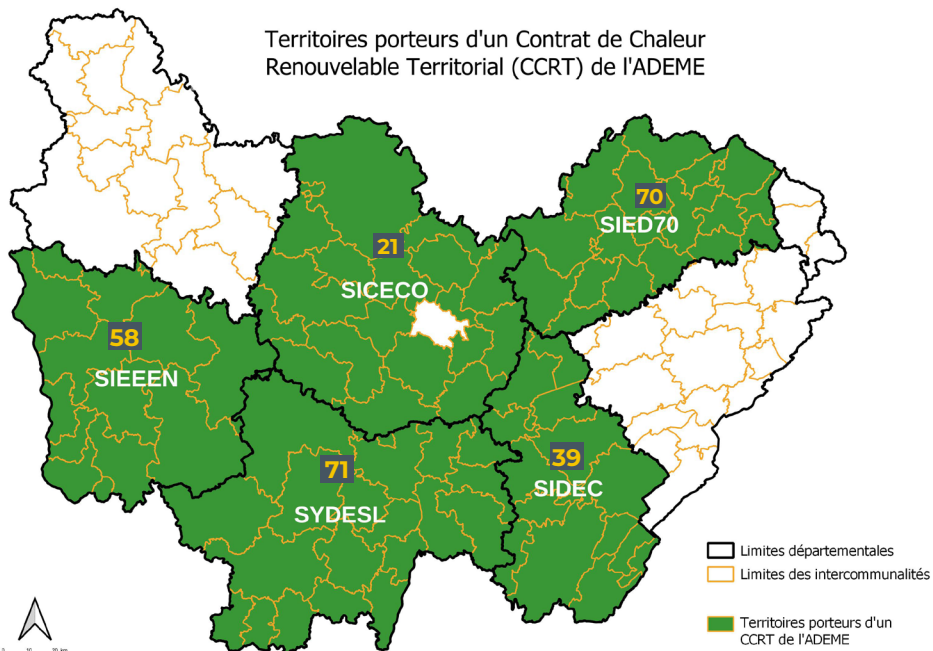 Territoires porteurs d'un Contrat de Chaleur
Renouvelable Territorial (CCRT) de l'ADEME
70
SIED70
21
SICECO
58
SIEEEN
39
SIDEC
71
SYDESL
Limites départementales
Limites des intercommunalités
Territoires porteurs d'un
CCRT de l'ADEME